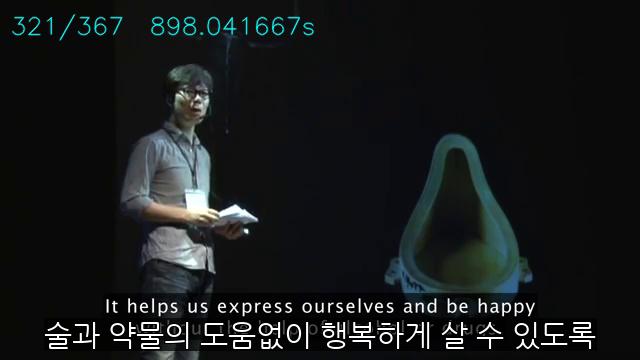 321/367 898.041667s
It helps us express ourselves and be happy
술과 약물의 도움없이 행복하게 살 수 있도록